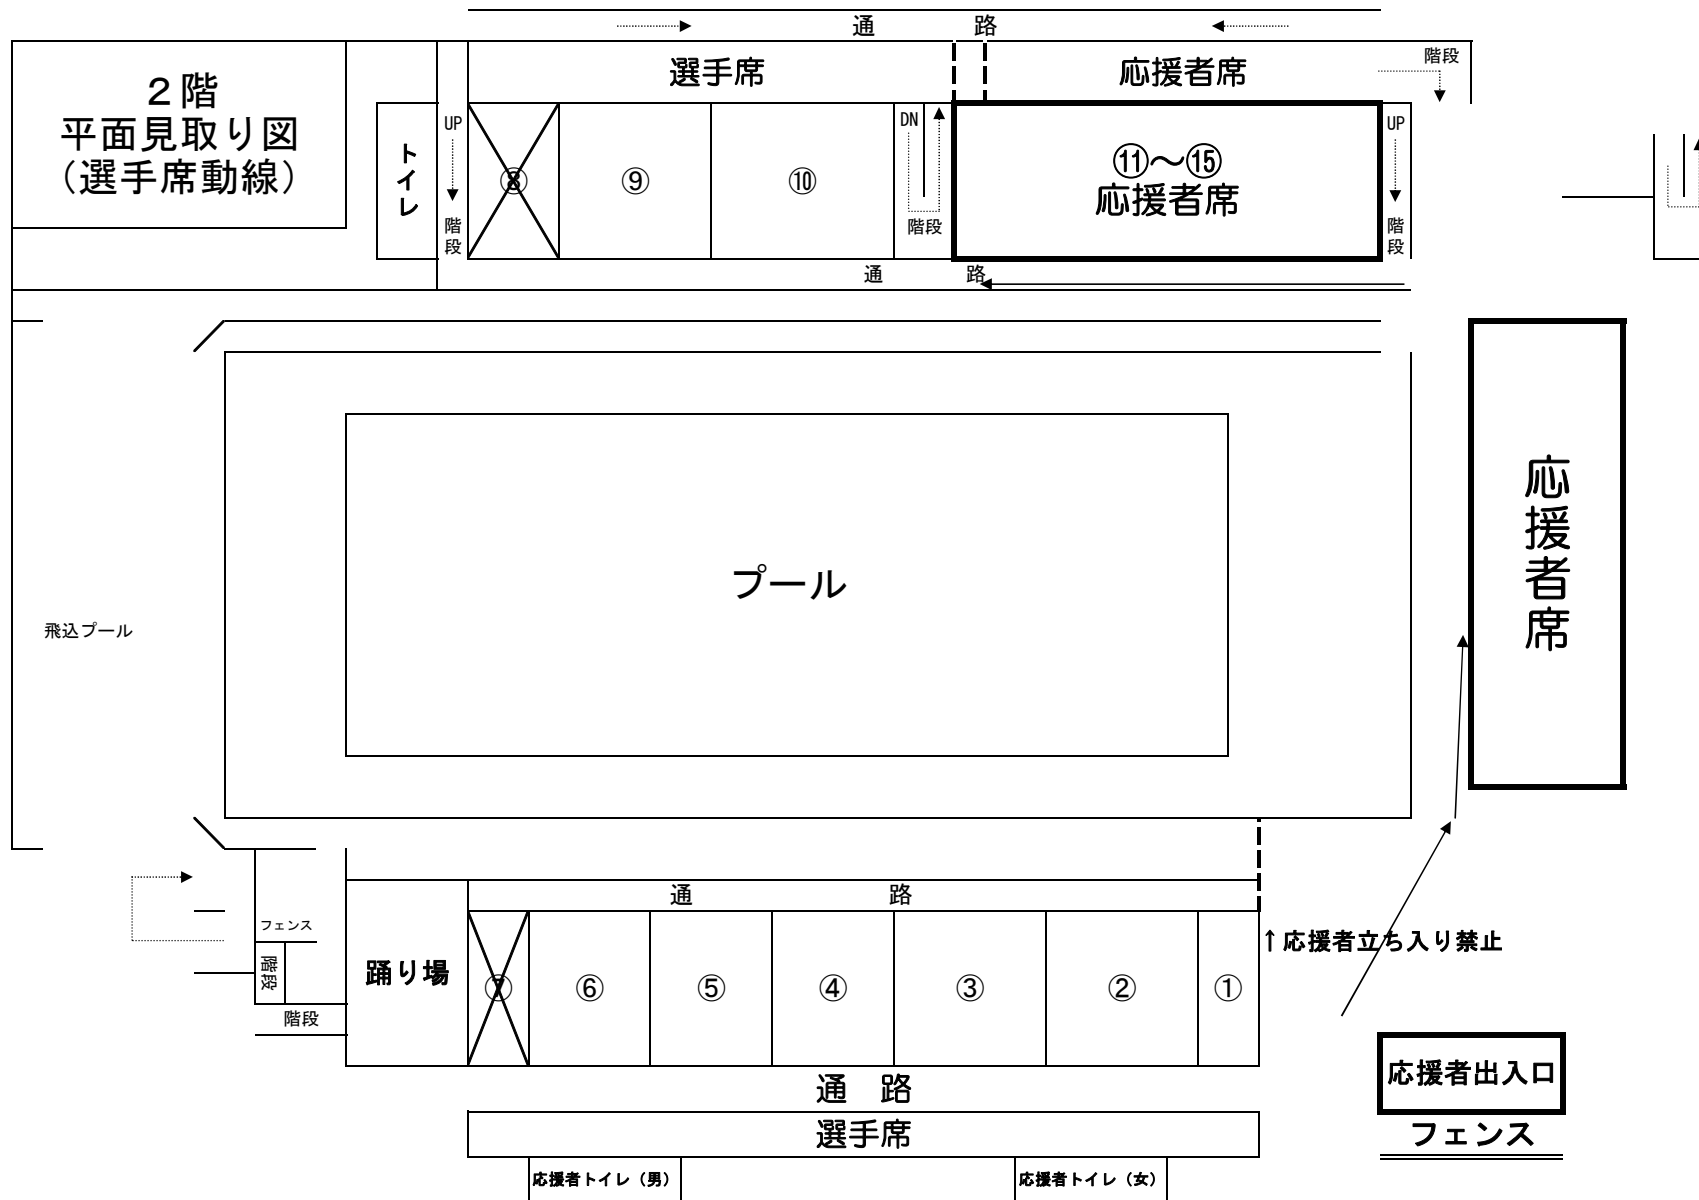 通　路
２階
平面見取り図
（選手席動線）
選手席
応援者席
階段
トイレ
UP
階段
⑧
⑨
⑩
DN
階段
⑪～⑮
応援者席
UP
階段
通　路
応援者席
プール
飛込プール
通　路
フェンス
階段
階段
踊り場
⑦
⑥
⑤
④
③
②
①
↑応援者立ち入り禁止
通　路
選手席
応援者出入口
フェンス
応援者トイレ（男）
応援者トイレ（女）